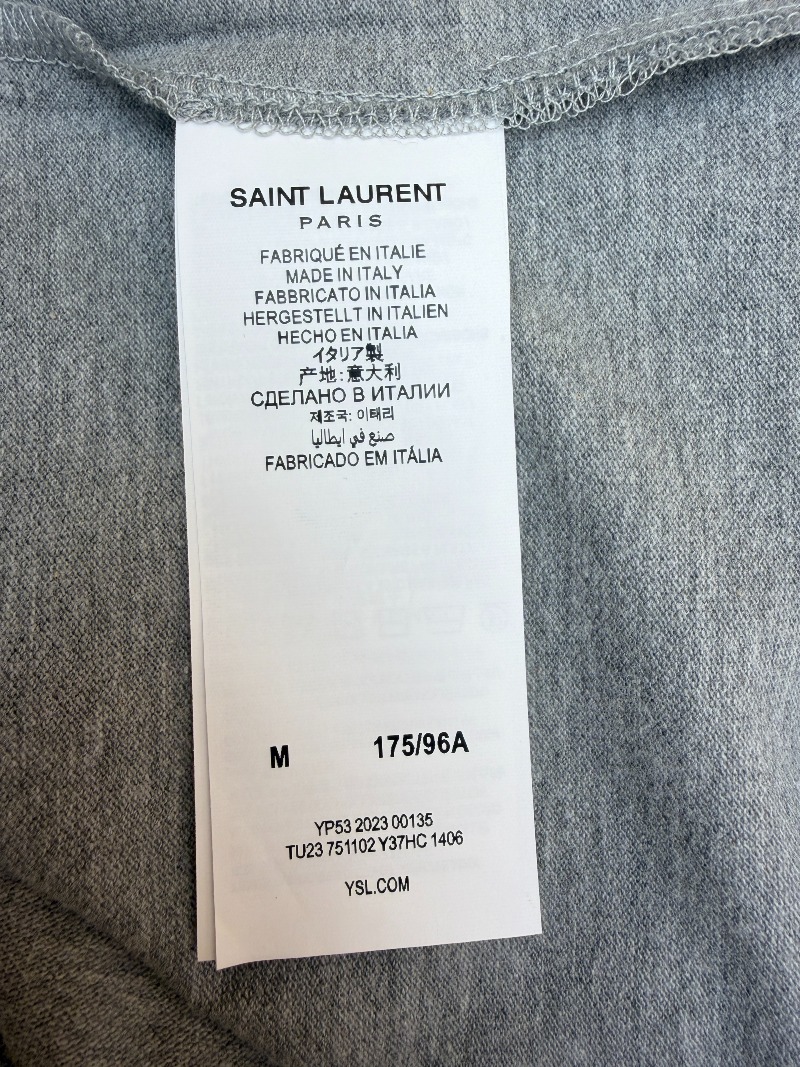 SAINT LAURENT
PARIS
FABRIQUÉ EN ITALIE
MADE IN ITALY
FABBRICATO IN ITALIA
HERGESTELLT IN ITALIEN
HECHO EN ITALIA
イタリア製
产地:意大利
СДЕЛАНО В ИТАЛИИ
제조국: 이태리
صنع في ايطاليا
FABRICADO EM ITÁLIA
M 175/96A
YP53 2023 00135
TU23 751102 Y37HC 1406
YSL.COM